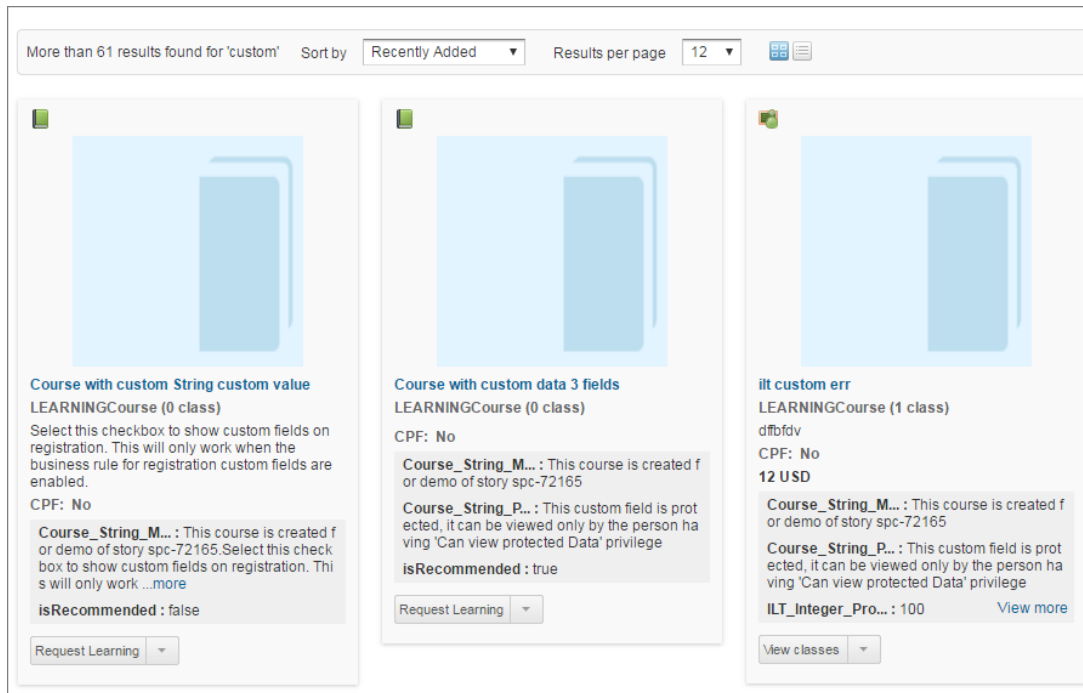 More than 61 results found for 'custom' Sort by Recently Added Results per page 12
Course with custom String custom value
LEARNINGCourse (0 class)
Select this checkbox to show custom fields on
registration. This will only work when the
business rule for registration custom fields are
enabled.
CPF: No
Course_String_M... : This course is created f
or demo of story spc-72165.Select this check
box to show custom fields on registration. Thi
s will only work ...more
isRecommended : false
Request Learning
Course with custom data 3 fields
LEARNINGCourse (0 class)
CPF: No
Course_String_M... : This course is created f
or demo of story spc-72165
Course_String_P... : This custom field is prot
ected, it can be viewed only by the person ha
ving 'Can view protected Data' privilege
isRecommended : true
Request Learning
ilt custom err
LEARNINGCourse (1 class)
dfbfdv
CPF: No
12 USD
Course_String_M... : This course is created f
or demo of story spc-72165
Course_String_P... : This custom field is prot
ected, it can be viewed only by the person ha
ving 'Can view protected Data' privilege
ILT_Integer_Pro... : 100 View more
View classes